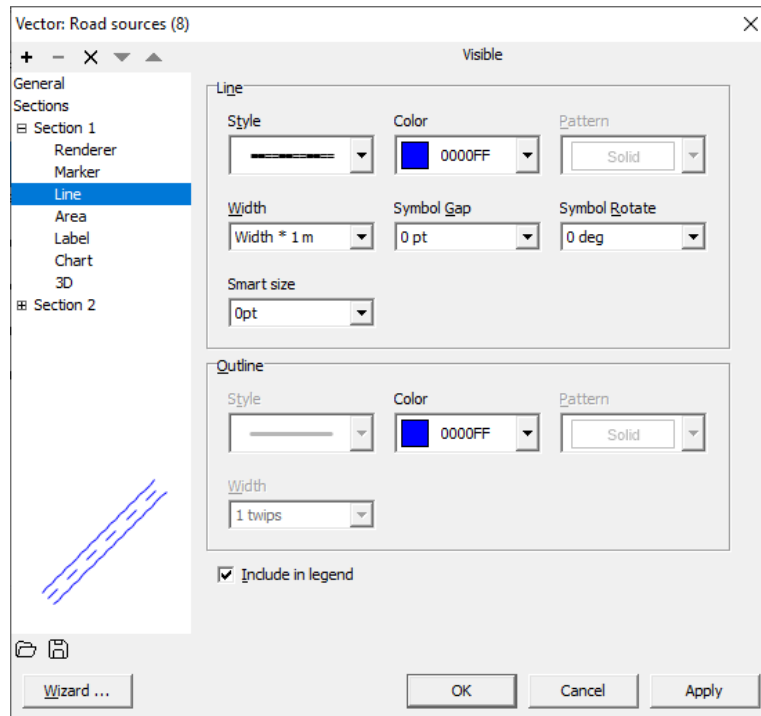 Vector: Road sources (8)
Visible
General
Sections
Section 1
Renderer
Marker
Line
Area
Label
Chart
3D
Section 2
Line
Style
Color
Pattern
0000FF
Solid
Width
Symbol Gap
Symbol Rotate
Width * 1 m
0 pt
0 deg
Smart size
0pt
Outline
Style
Color
Pattern
0000FF
Solid
Width
1 twips
Include in legend
Wizard ...
OK
Cancel
Apply